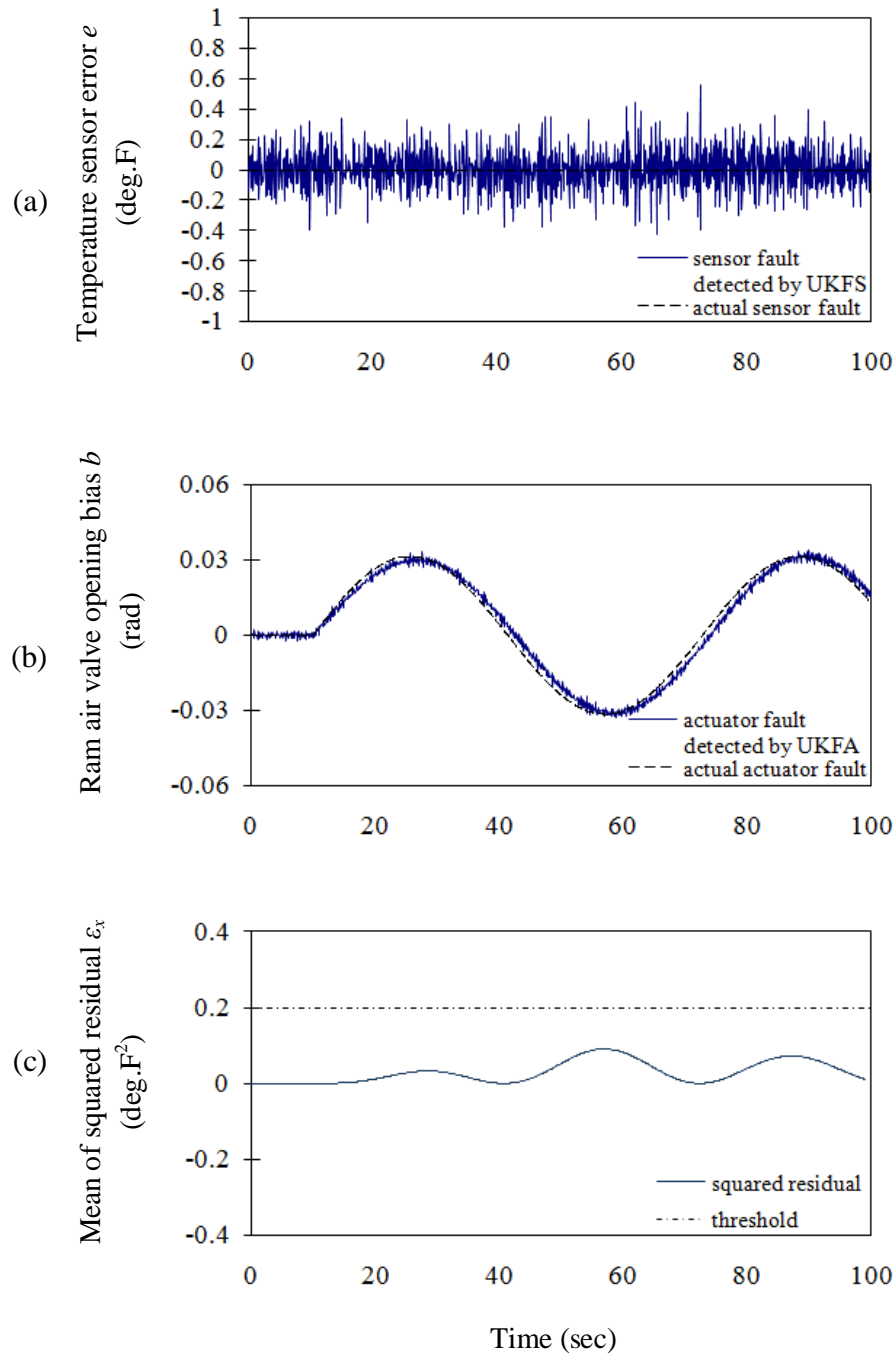 (a)
Temperature sensor error e
(deg.F)
1
0.8
0.6
0.4
0.2
0
-0.2
-0.4
-0.6
-0.8
-1
sensor fault
detected by UKFS
actual sensor fault
0 20 40 60 80 100
(b)
Ram air valve opening bias b
(rad)
0.06
0.03
0
-0.03
-0.06
actuator fault
detected by UKFA
actual actuator fault
0 20 40 60 80 100
(c)
Mean of squared residual εx
(deg.F²)
0.4
0.2
0
-0.2
-0.4
squared residual
threshold
0 20 40 60 80 100
Time (sec)